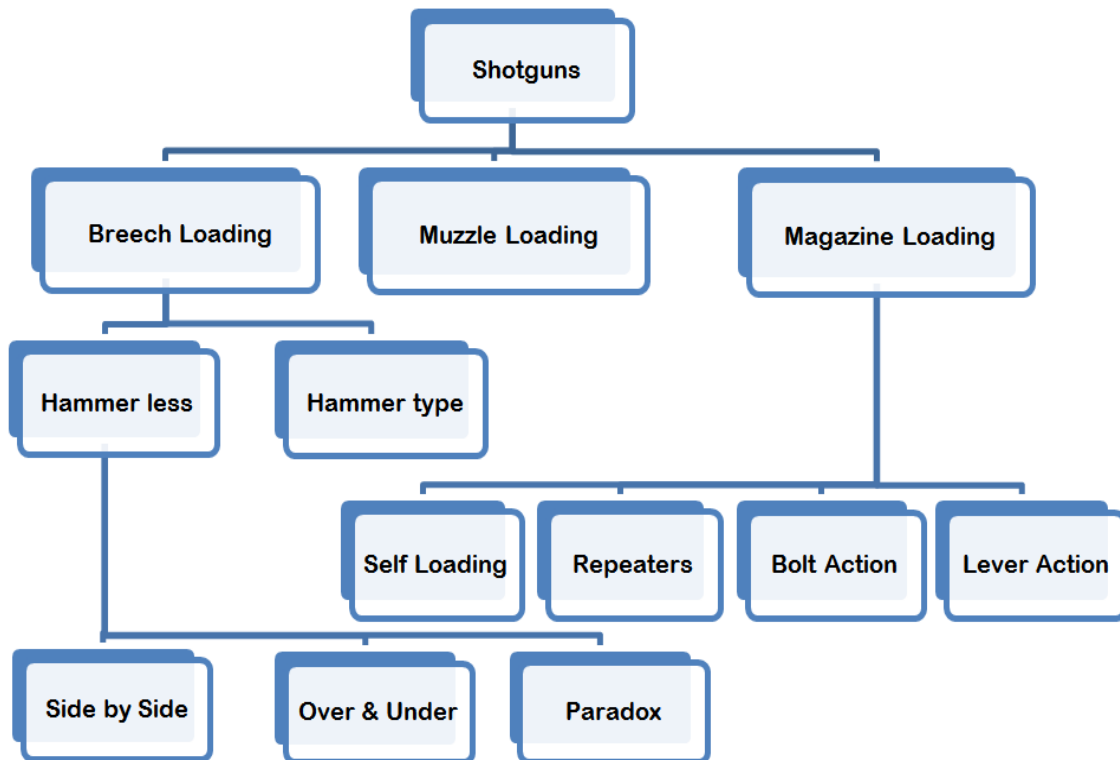 Shotguns
Breech Loading
Muzzle Loading
Magazine Loading
Hammer less
Hammer type
Self Loading
Repeaters
Bolt Action
Lever Action
Side by Side
Over & Under
Paradox